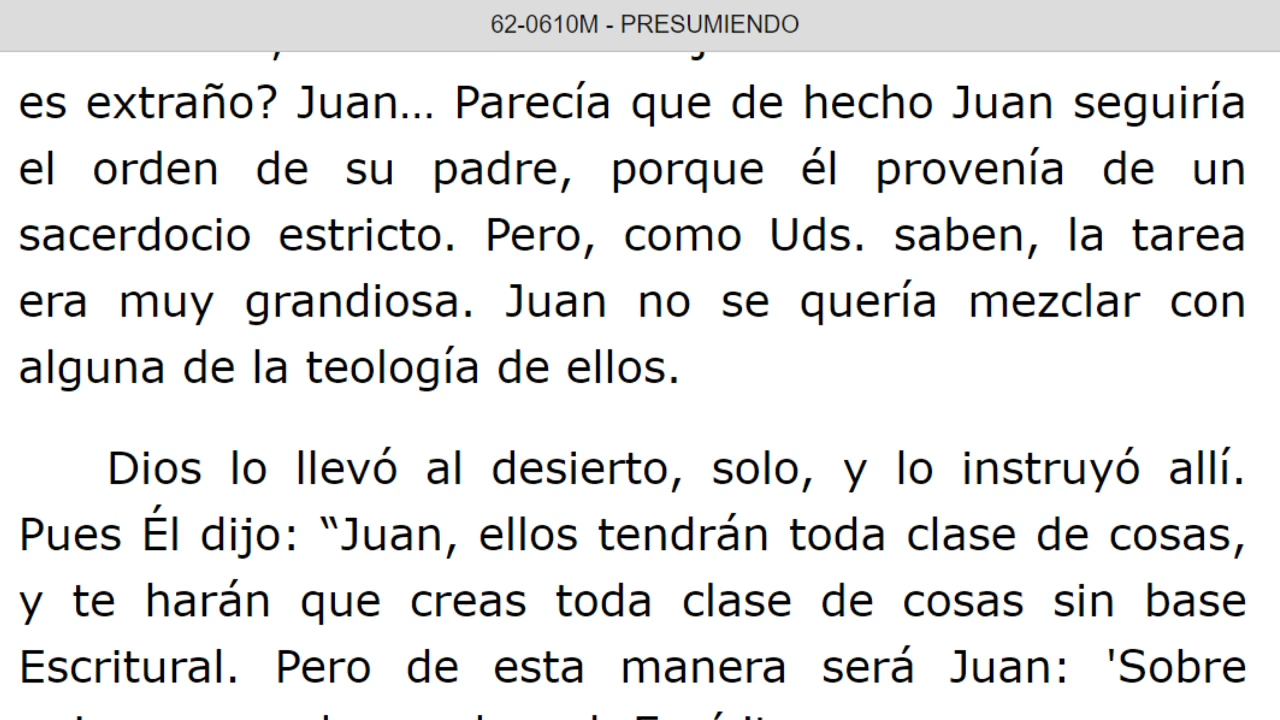 62-0610M - PRESUMIENDO
es extraño? Juan… Parecía que de hecho Juan seguiría
el orden de su padre, porque él provenía de un
sacerdocio estricto. Pero, como Uds. saben, la tarea
era muy grandiosa. Juan no se quería mezclar con
alguna de la teología de ellos.
Dios lo llevó al desierto, solo, y lo instruyó allí.
Pues Él dijo: “Juan, ellos tendrán toda clase de cosas,
y te harán que creas toda clase de cosas sin base
Escritural. Pero de esta manera será Juan: 'Sobre